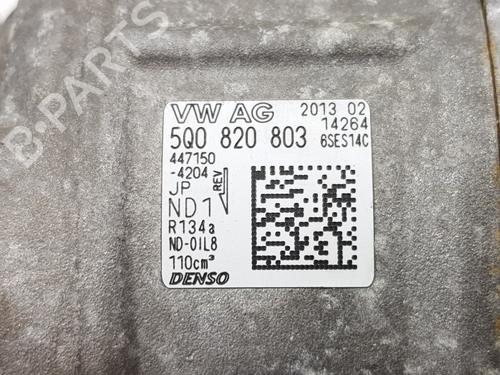 VW AG 2013 02
14264
5Q0 820 803 6SES14C
447150
-4204
JP REV
ND1
R134a
ND-OIL8
110cm³
DENSO
B-PARTS